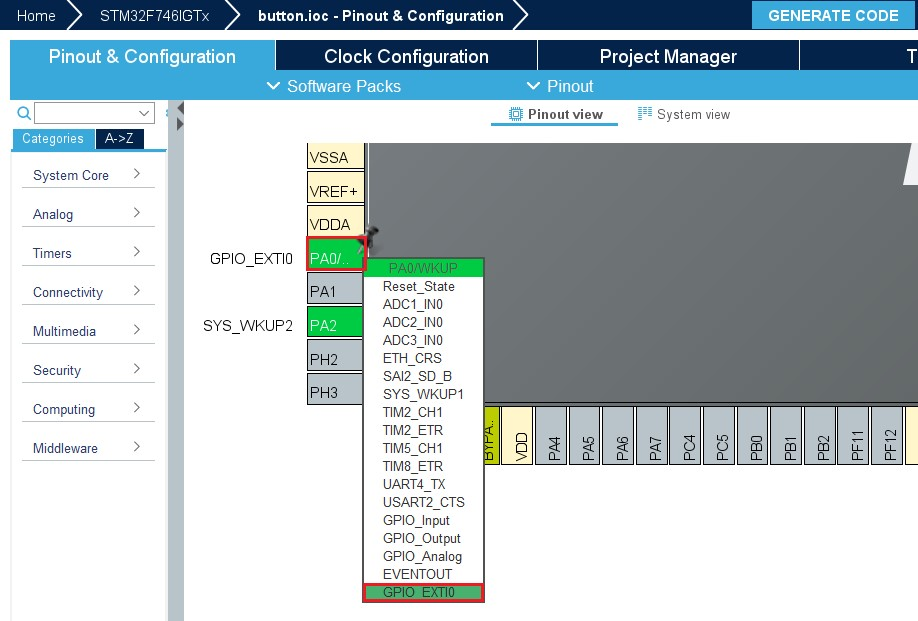 Home STM32F746IGTx button.ioc - Pinout & Configuration GENERATE CODE
Pinout & Configuration Clock Configuration Project Manager T
Software Packs Pinout
Categories A->Z
Pinout view System view
System Core
Analog
Timers
Connectivity
Multimedia
Security
Computing
Middleware
VSSA
VREF+
VDDA
GPIO_EXTI0 PA0/..
PA1
SYS_WKUP2 PA2
PH2
PH3
PA0/WKUP
Reset_State
ADC1_IN0
ADC2_IN0
ADC3_IN0
ETH_CRS
SAI2_SD_B
SYS_WKUP1
TIM2_CH1
TIM2_ETR
TIM5_CH1
TIM8_ETR
UART4_TX
USART2_CTS
GPIO_Input
GPIO_Output
GPIO_Analog
EVENTOUT
GPIO_EXTI0
BYPA..
VDD
PA4
PA5
PA6
PA7
PC4
PC5
PB0
PB1
PB2
PF11
PF12